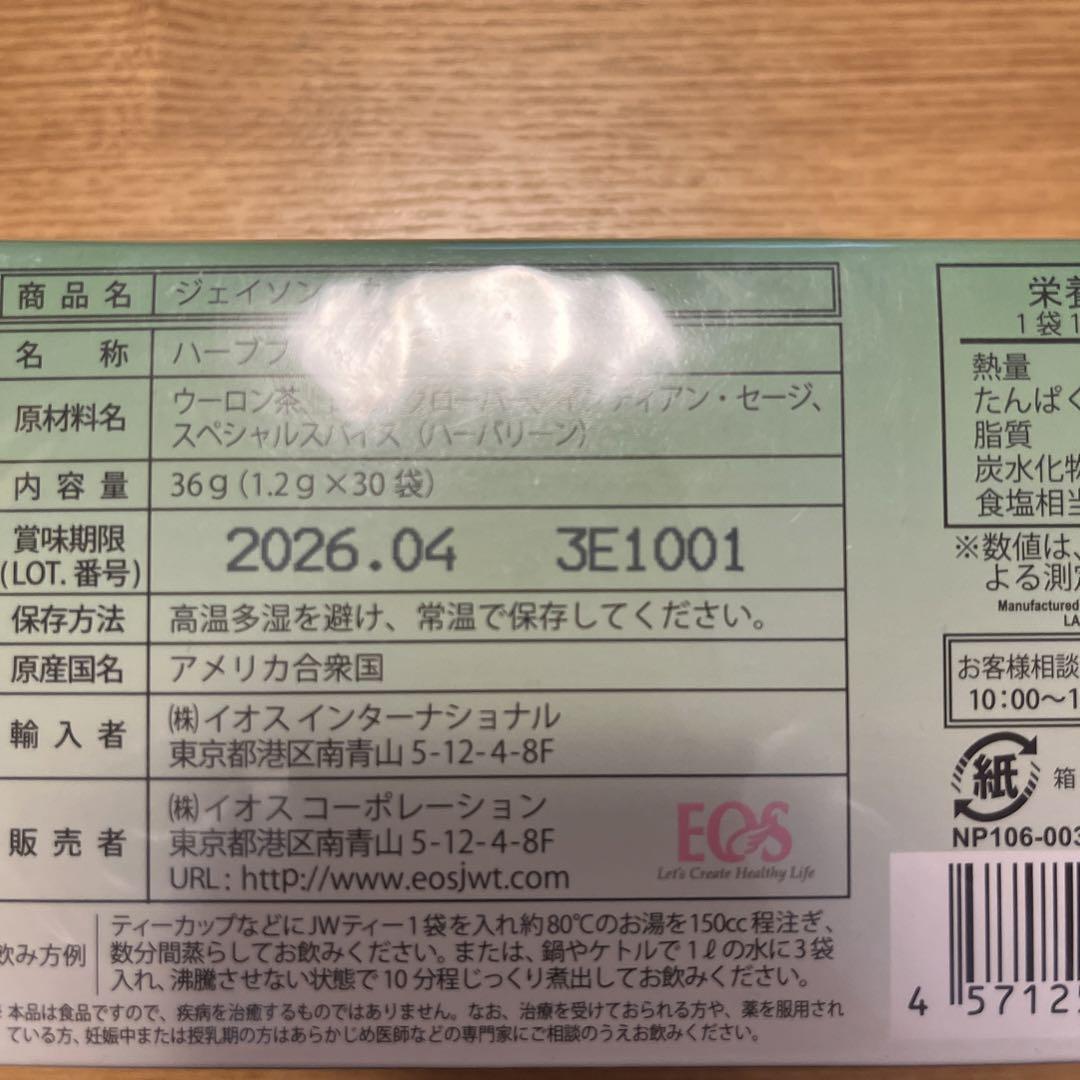 商品名 ジェイソン
名称 ハーブ
原材料名 ウーロン茶、 クローバー インディアン・セージ、
スペシャルスパイス(ハーバリーン)
内容量 36g(1.2g×30袋)
賞味期限
(LOT.番号) 2026.04 3E1001
保存方法 高温多湿を避け、常温で保存してください。
原産国名 アメリカ合衆国
輸入者 ㈱イオス インターナショナル
東京都港区南青山 5-12-4-8F
販売者 ㈱イオス コーポレーション
東京都港区南青山 5-12-4-8F
URL: http://www.eosjwt.com
EOS
Let's Create Healthy Life
飲み方例 ティーカップなどにJWティー1袋を入れ約80℃のお湯を150cc程注ぎ、
数分間蒸らしてお飲みください。または、鍋やケトルで1ℓの水に3袋
入れ、沸騰させない状態で10分程じっくり煮出してお飲みください。
※本品は食品ですので、疾病を治癒するものではありません。なお、治療を受けておられる方や、薬を服用され
ている方、妊娠中または授乳期の方はあらかじめ医師などの専門家にご相談のうえお飲みください。
栄養
1袋1
熱量
たんぱく
脂質
炭水化物
食塩相当
※数値は、
よる測定
Manufactured
LA
お客様相談
10:00〜1
紙 箱
NP106-003
4 57125